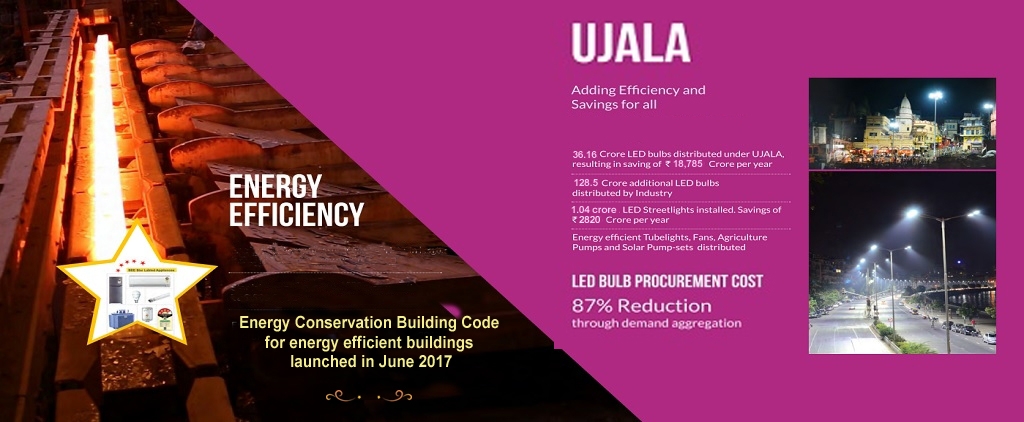 ENERGY
EFFICIENCY
BEE Star Labled Appliances
Energy Conservation Building Code
for energy efficient buildings
launched in June 2017
UJALA
Adding Efficiency and
Savings for all
36.16 Crore LED bulbs distributed under UJALA,
resulting in saving of ₹ 18,785 Crore per year
128.5 Crore additional LED bulbs
distributed by Industry
1.04 crore LED Streetlights installed. Savings of
₹ 2820 Crore per year
Energy efficient Tubelights, Fans, Agriculture
Pumps and Solar Pump-sets distributed
LED BULB PROCUREMENT COST
87% Reduction
through demand aggregation